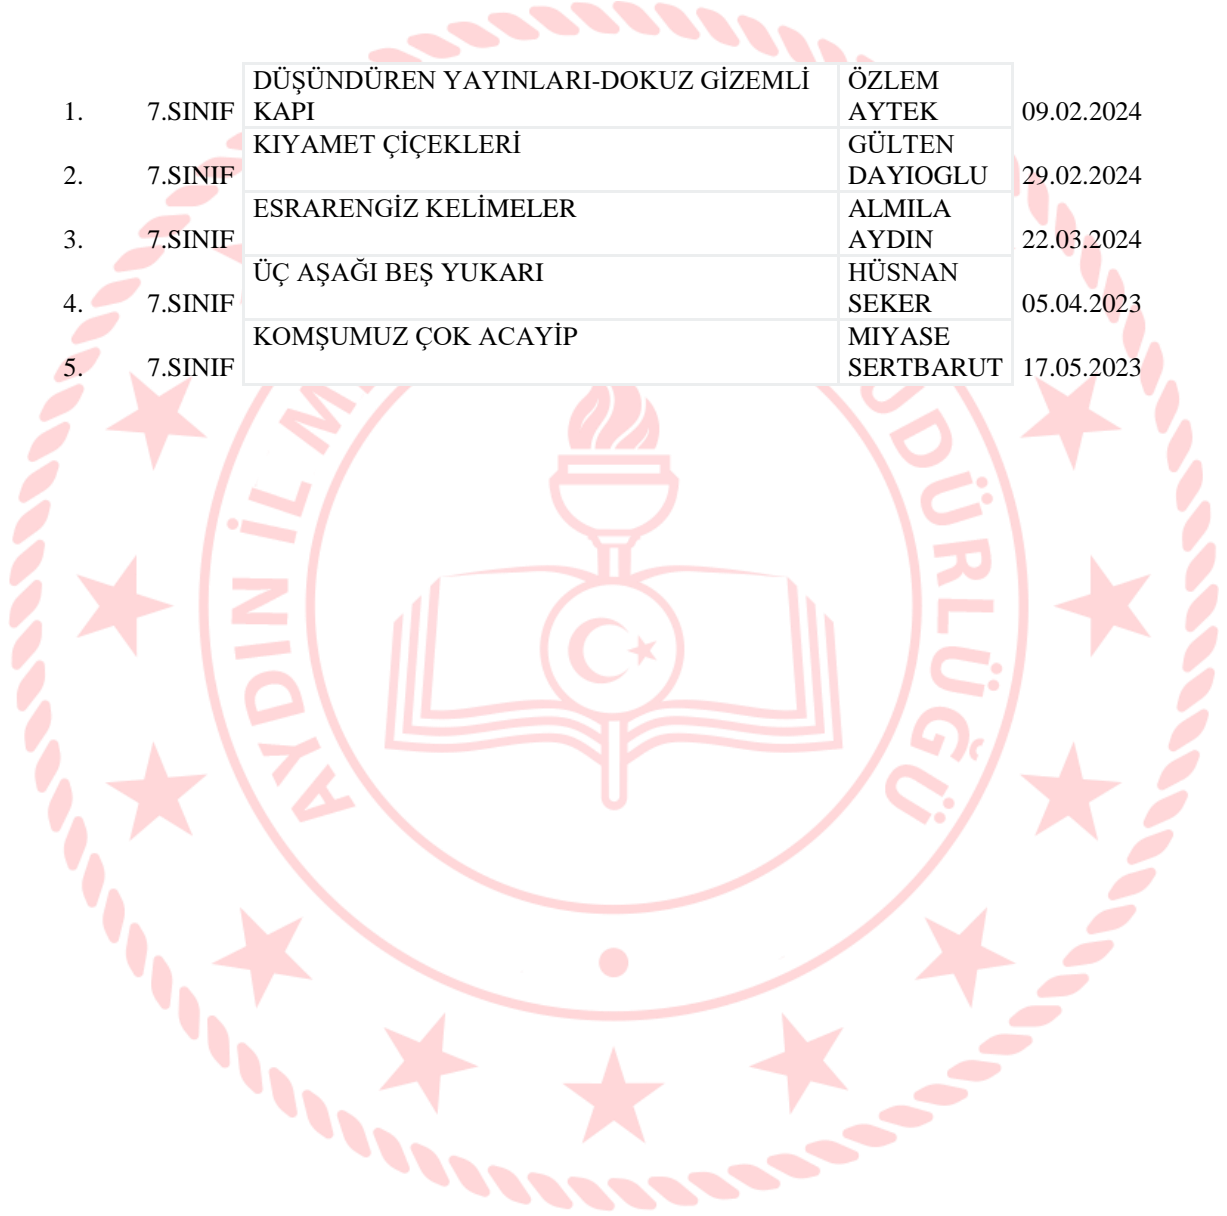 DÜŞÜNDÜREN YAYINLARI-DOKUZ GİZEMLİ ÖZLEM
1. 7.SINIF KAPI AYTEK 09.02.2024
KIYAMET ÇİÇEKLERİ GÜLTEN
2. 7.SINIF DAYIOGLU 29.02.2024
ESRARENGİZ KELİMELER ALMILA
3. 7.SINIF AYDIN 22.03.2024
ÜÇ AŞAĞI BEŞ YUKARI HÜSNAN
4. 7.SINIF SEKER 05.04.2023
KOMŞUMUZ ÇOK ACAYİP MIYASE
5. 7.SINIF SERTBARUT 17.05.2023
AYDIN İL M
ÜDÜRLÜĞÜ